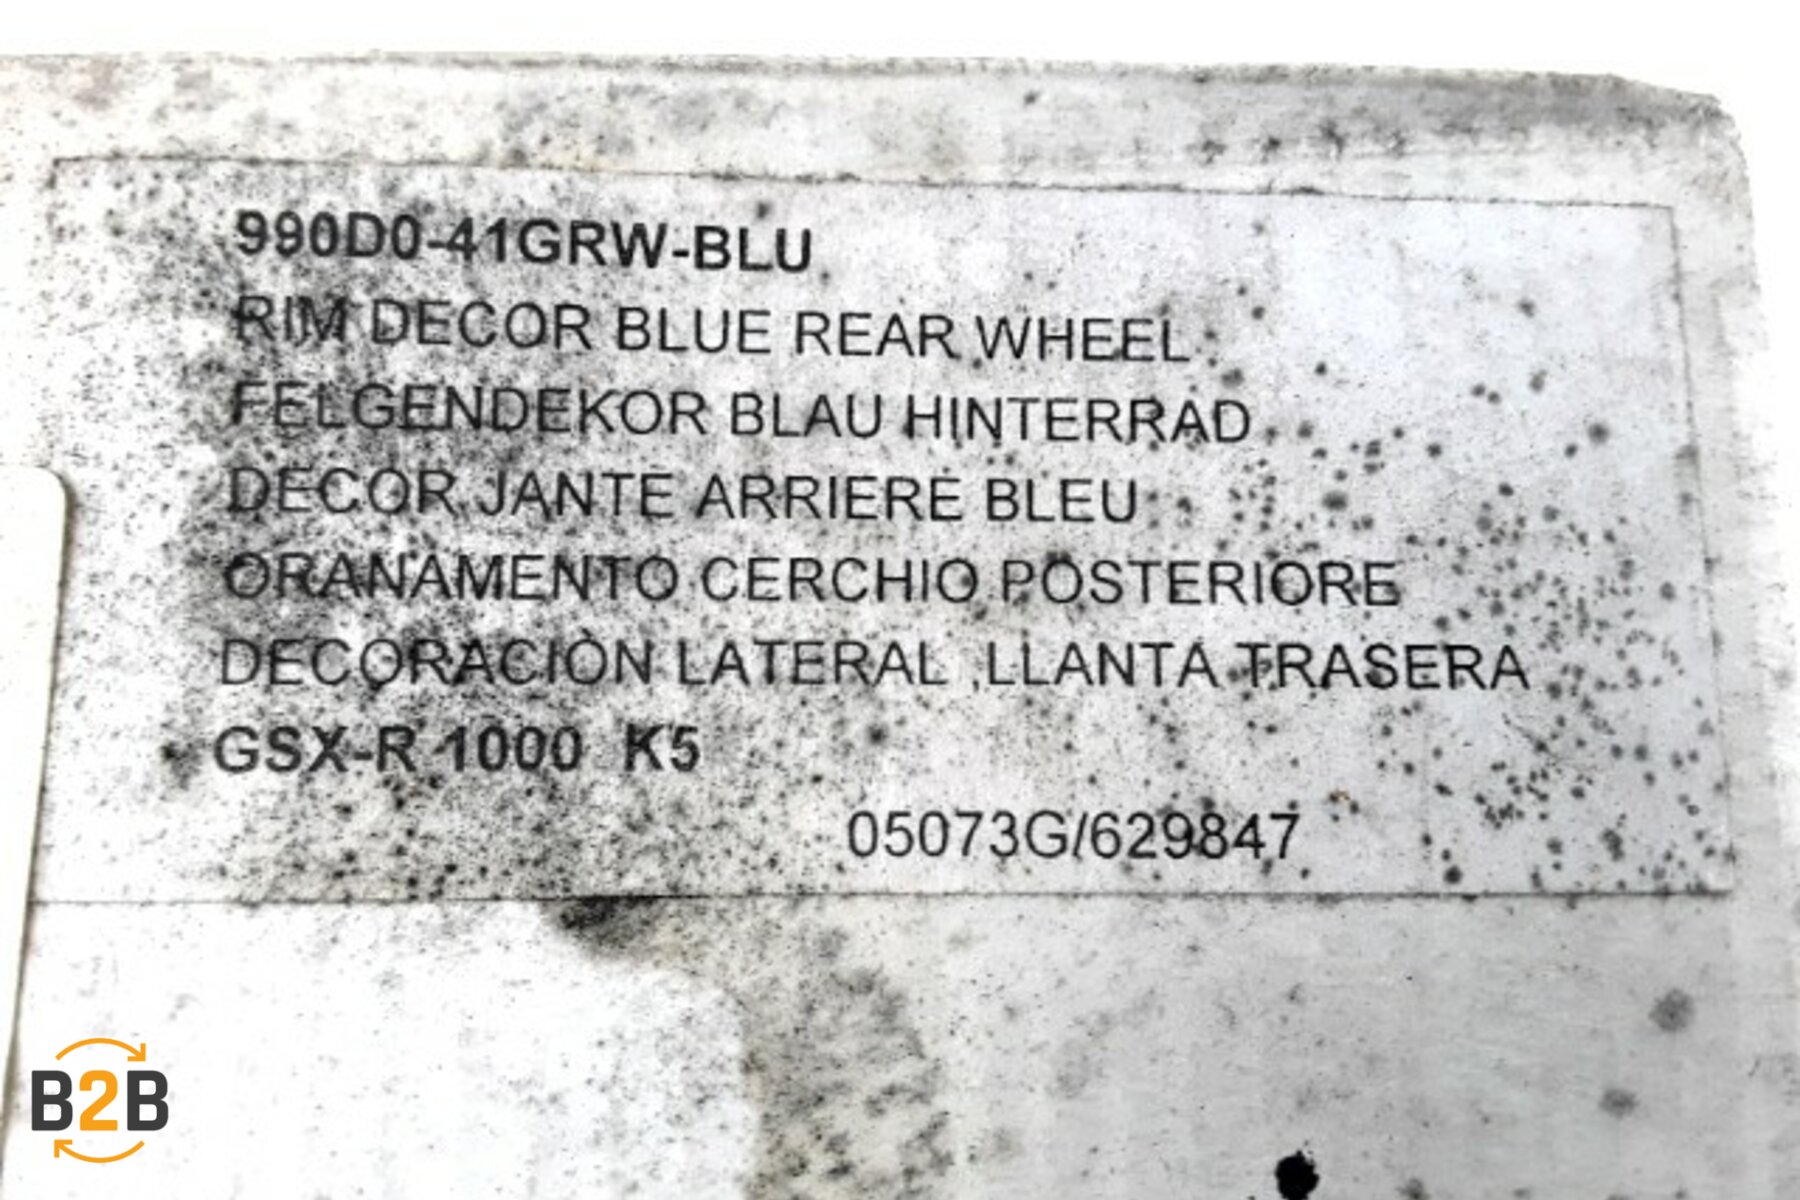 990D0-41GRW-BLU
RIM DECOR BLUE REAR WHEEL
FELGENDEKOR BLAU HINTERRAD
DECOR JANTE ARRIERE BLEU
ORANAMENTO CERCHIO POSTERIORE
DECORACIÒN LATERAL ,LLANTA TRASERA
GSX-R 1000 K5
05073G/629847
B2B